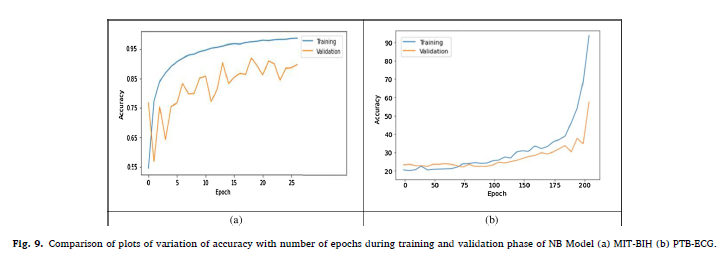 Training
Validation
0.95
0.85
0.75
0.65
0.55
Accuracy
0
5
10
15
20
25
Epoch
(a)
Training
Validation
90
80
70
60
50
40
30
20
Accuracy
0
50
75
100
150
175
200
Epoch
(b)
Fig. 9. Comparison of plots of variation of accuracy with number of epochs during training and validation phase of NB Model (a) MIT-BIH (b) PTB-ECG.